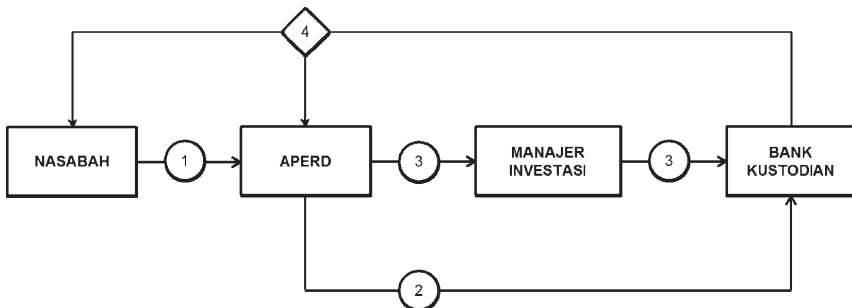 4
NASABAH
1
APERD
3
MANAJER
INVESTASI
3
BANK
KUSTODIAN
2